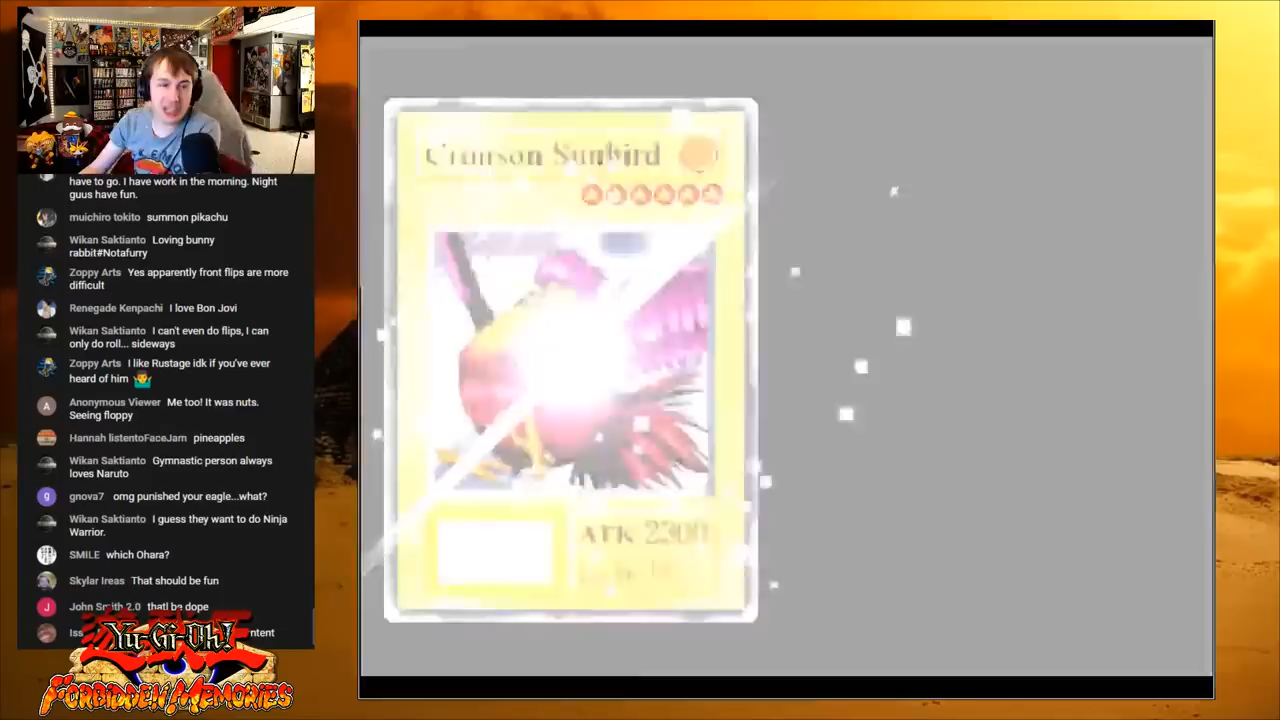 have to go. I have work in the morning. Night
guus have fun.
muichiro tokito summon pikachu
Wikan Saktianto Loving bunny
rabbit#Notafurry
Zoppy Arts Yes apparently front flips are more
difficult
Renegade Kenpachi I love Bon Jovi
Wikan Saktianto I can't even do flips, I can
only do roll... sideways
Zoppy Arts I like Rustage idk if you've ever
heard of him 🤷‍♂️
Anonymous Viewer Me too! It was nuts.
Seeing floppy
Hannah listentoFaceJam pineapples
Wikan Saktianto Gymnastic person always
loves Naruto
g
gnova7 omg punished your eagle...what?
Wikan Saktianto I guess they want to do Ninja
Warrior.
SMILE which Ohara?
Skylar Ireas That should be fun
J
John Smith 2.0 thatl be dope
A
Yu-Gi-Oh!
Forbidden Memories
Crimson Sunbird
ATK 2300